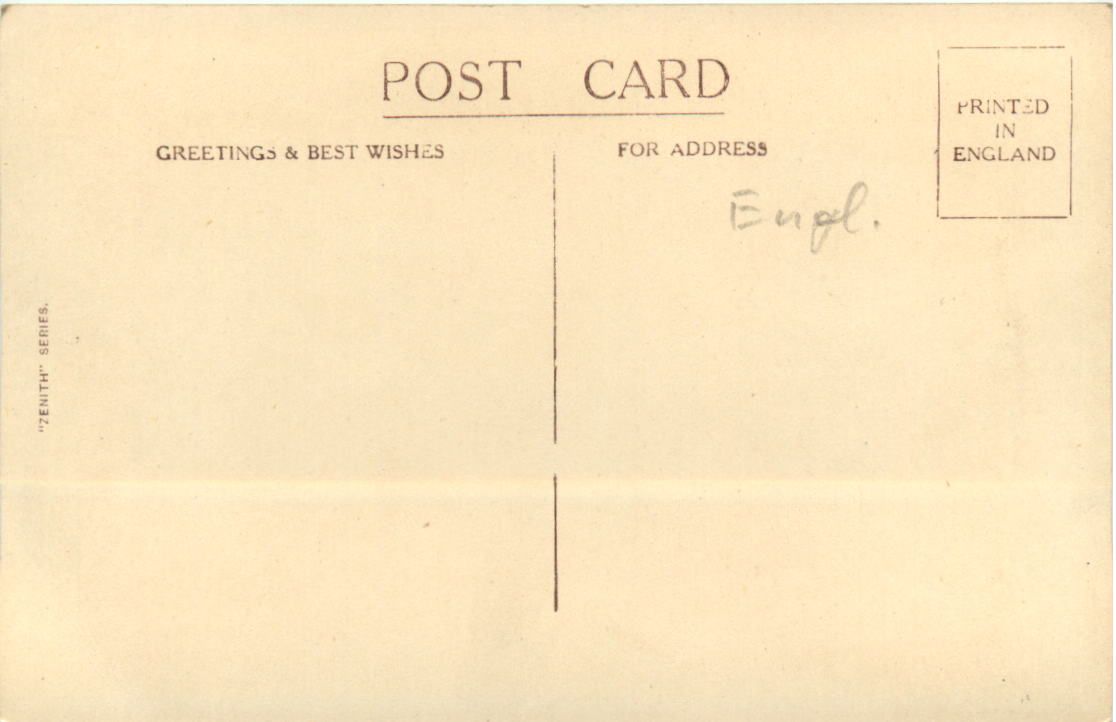 POST CARD
GREETINGS & BEST WISHES
FOR ADDRESS
PRINTED
IN
ENGLAND
Engl.
"ZENITH" SERIES.